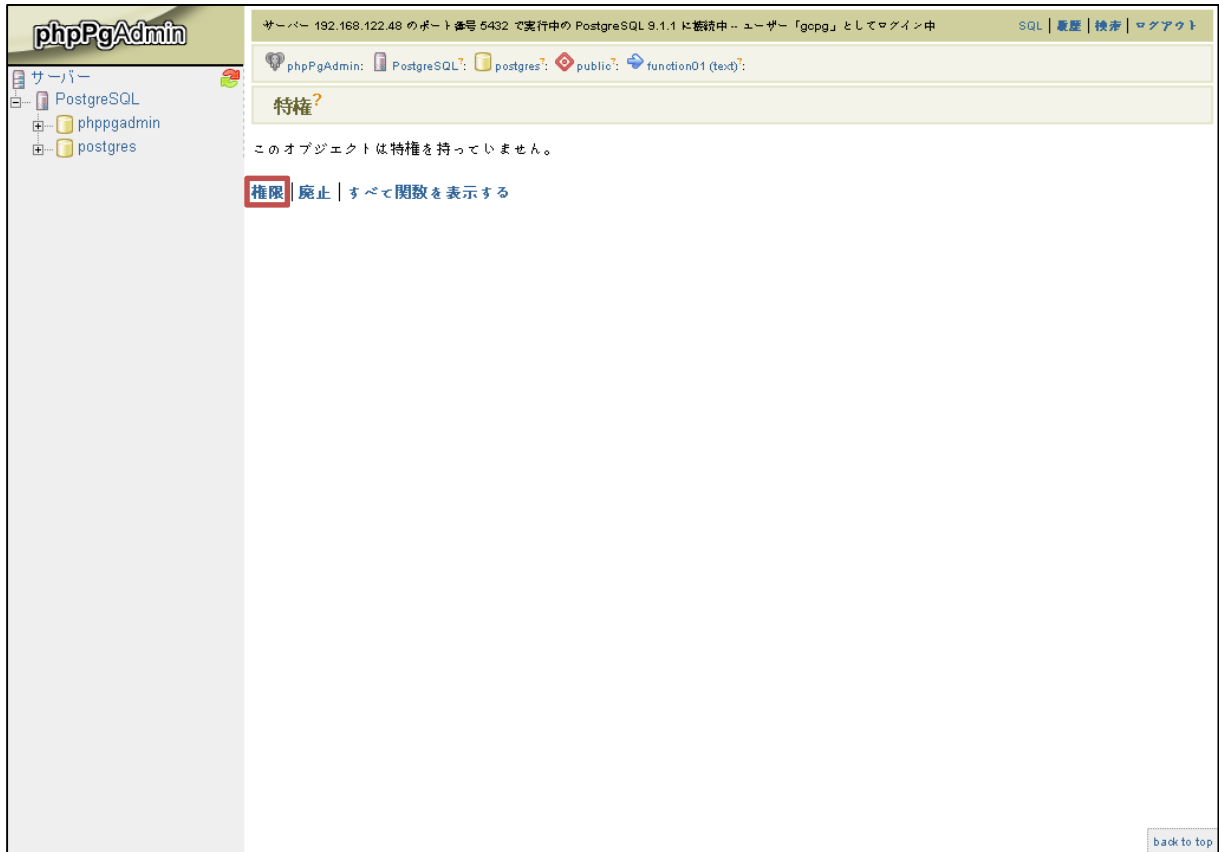 phpPgAdmin
サーバー 192.168.122.48 のポート番号 5432 で実行中の PostgreSQL 9.1.1 に接続中 -- ユーザー「gopg」としてログイン中
SQL | 履歴 | 検索 | ログアウト
phpPgAdmin: PostgreSQL?: postgres?: public?: function01 (text)?:
サーバー
PostgreSQL
phppgadmin
postgres
特権?
このオブジェクトは特権を持っていません。
権限 | 廃止 | すべて関数を表示する
back to top